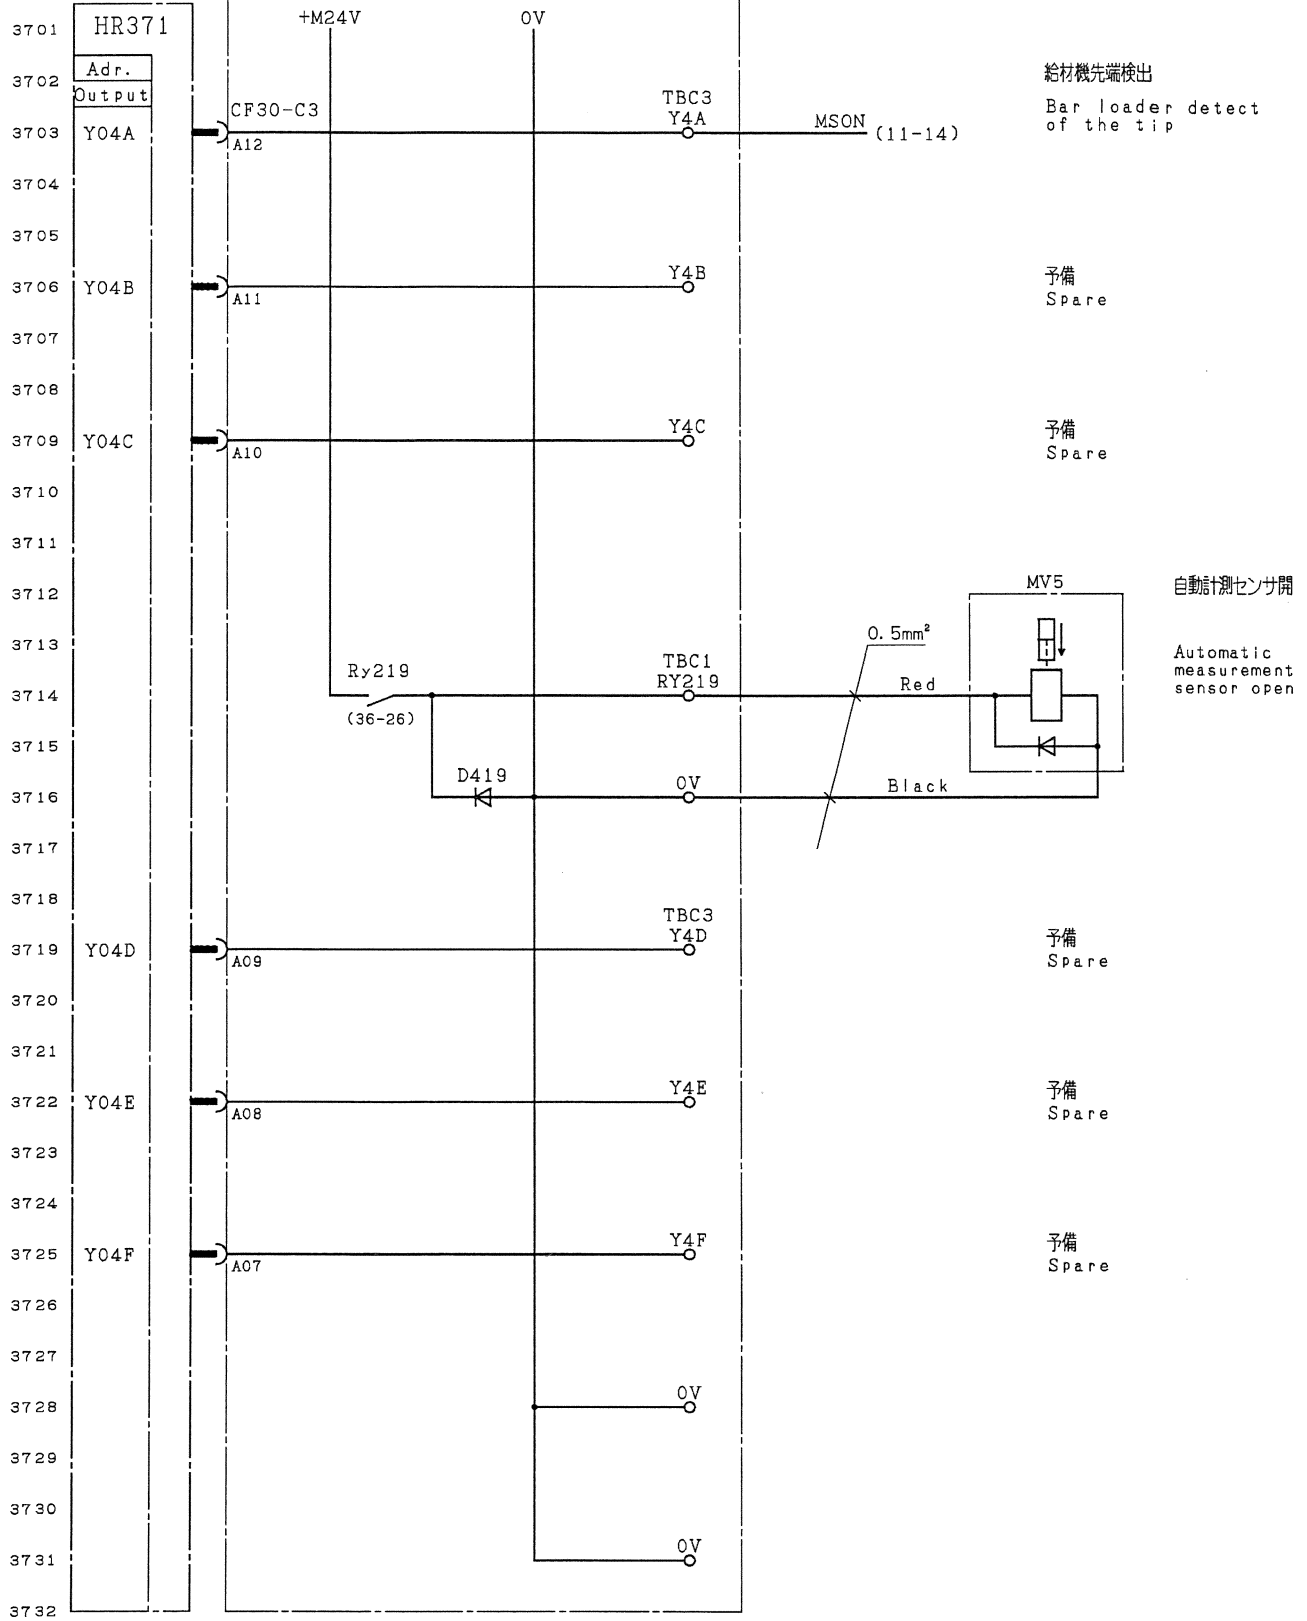 3701 HR371 +M24V 0V
Adr. 給材機先端検出
3702
Output TBC3 Bar loader detect
CF30-C3 Y4A of the tip
3703 Y04A MSON (11-14)
A12
3704
3705
Y4B 予備
3706 Y04B
A11 Spare
3707
3708
Y4C 予備
3709 Y04C
A10 Spare
3710
3711
MV5 自動計測センサ開
3712
0.5mm²
3713
Ry219 TBC1 Automatic
RY219 measurement
3714 Red sensor open
(36-26)
3715
D419 0V
3716 Black
3717
3718
TBC3
Y4D 予備
3719 Y04D
A09 Spare
3720
3721
Y4E 予備
3722 Y04E
A08 Spare
3723
3724
Y4F 予備
3725 Y04F
A07 Spare
3726
3727
0V
3728
3729
3730
0V
3731
3732